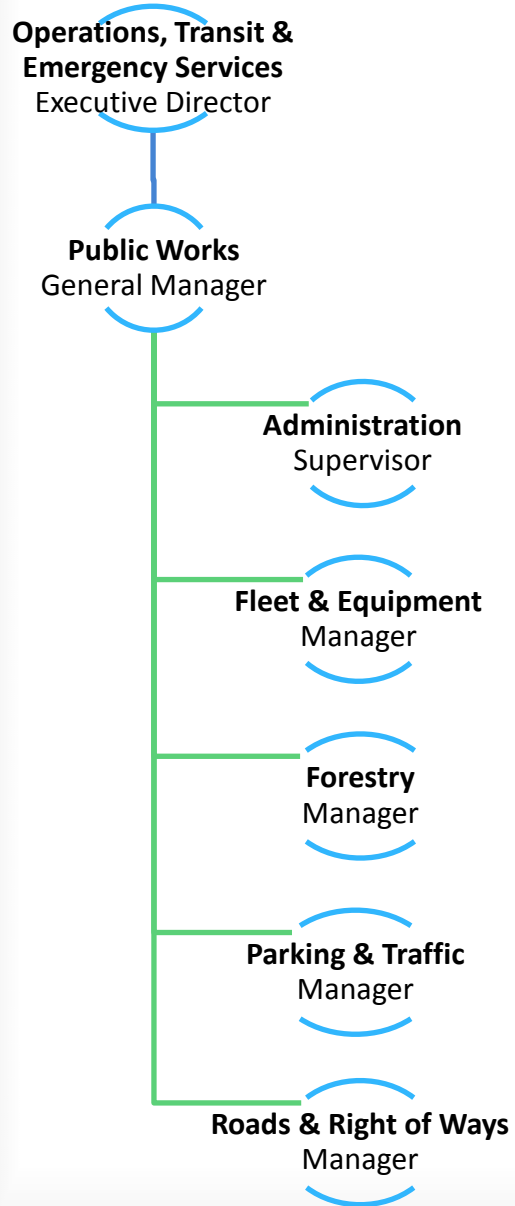 Operations, Transit &
Emergency Services
Executive Director
Public Works
General Manager
Administration
Supervisor
Fleet & Equipment
Manager
Forestry
Manager
Parking & Traffic
Manager
Roads & Right of Ways
Manager